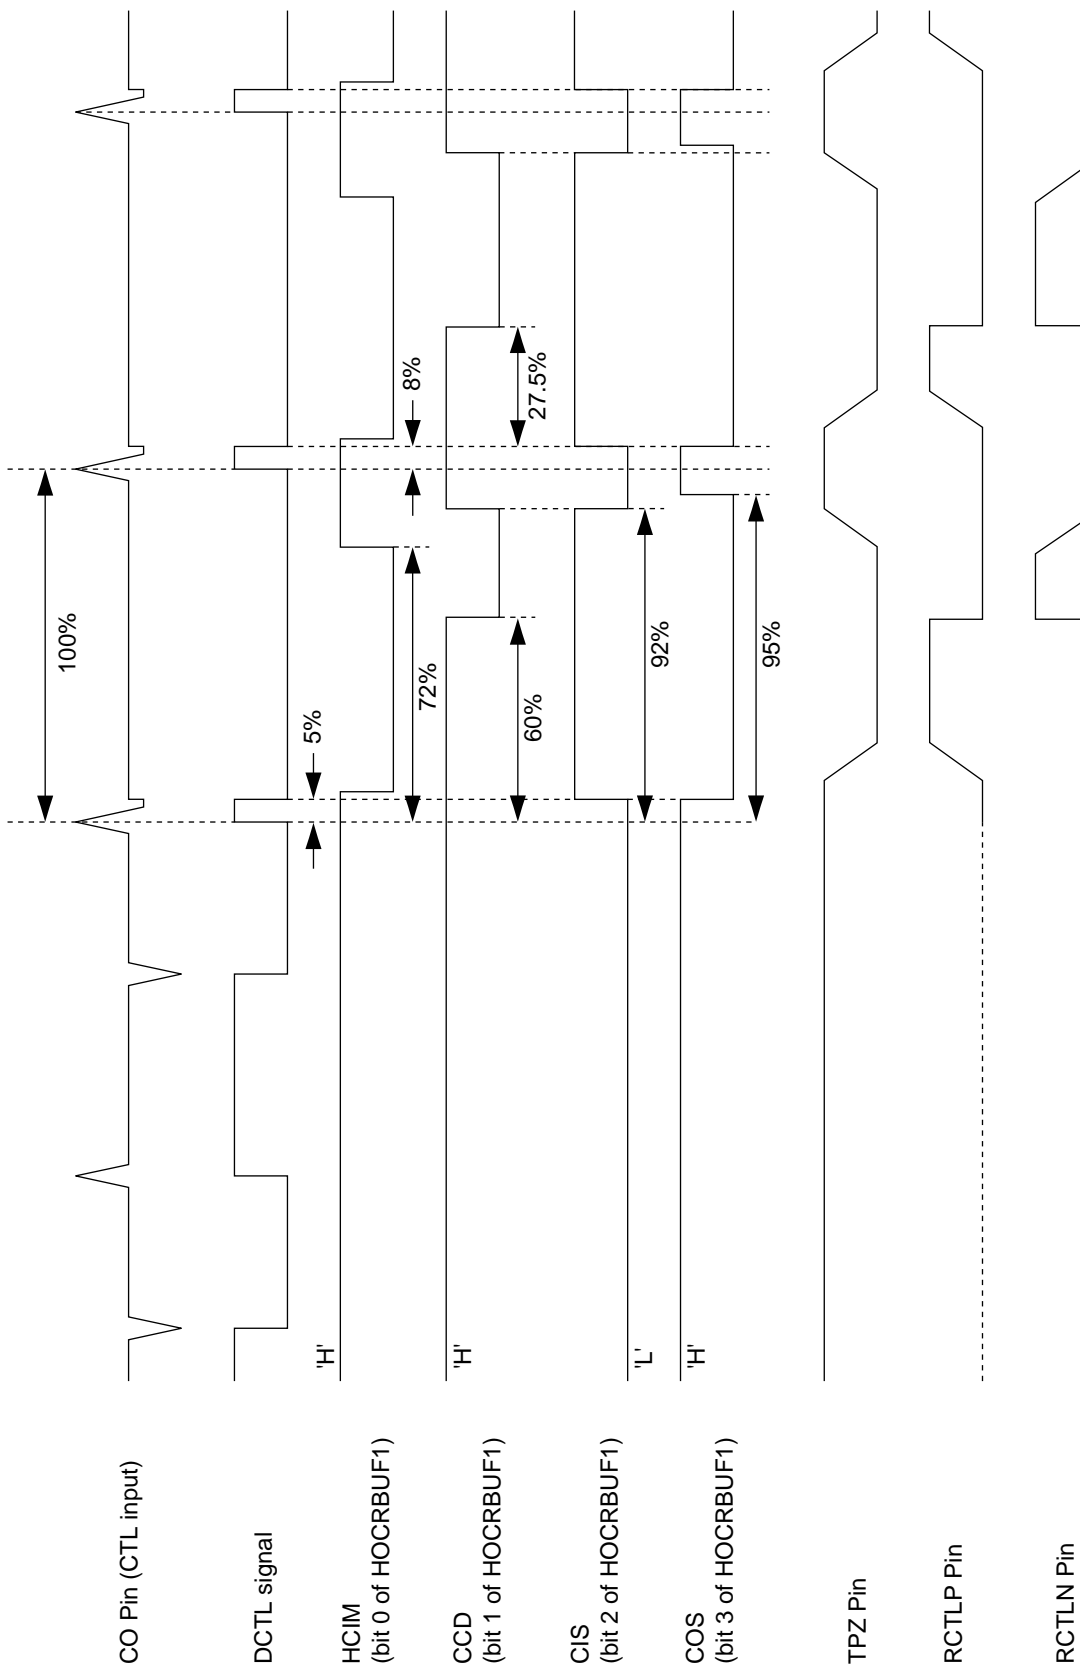 CO Pin (CTL input)
100%
DCTL signal
5%
HCIM
(bit 0 of HOCRBUF1)
'H'
72%
8%
CCD
(bit 1 of HOCRBUF1)
'H'
60%
27.5%
CIS
(bit 2 of HOCRBUF1)
'L'
92%
COS
(bit 3 of HOCRBUF1)
'H'
95%
TPZ Pin
RCTLP Pin
RCTLN Pin